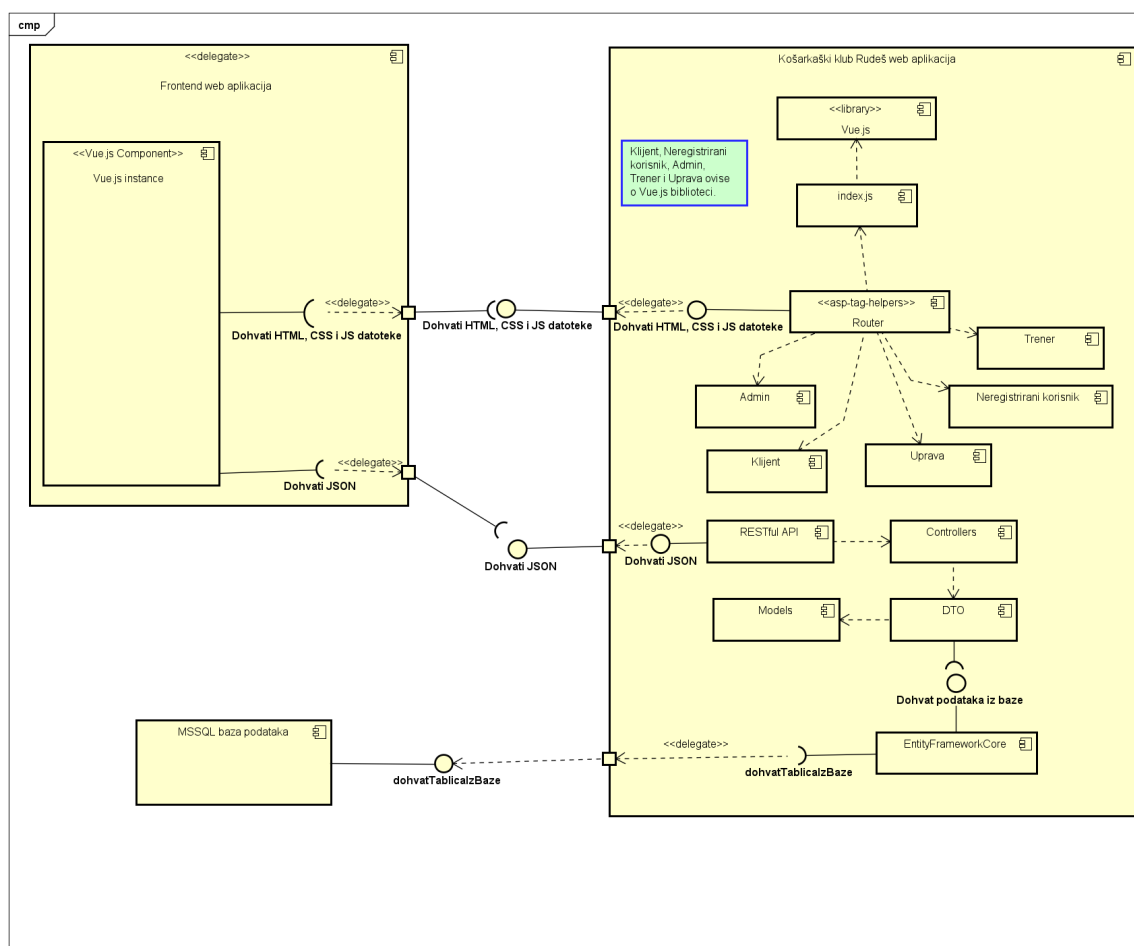 cmp
<<delegate>>
Frontend web aplikacija
<<Vue.js Component>>
Vue.js instance
<<delegate>>
Dohvati HTML, CSS i JS datoteke
<<delegate>>
Dohvati JSON
Dohvati HTML, CSS i JS datoteke
Dohvati JSON
Košarkaški klub Rudeš web aplikacija
<<library>>
Vue.js
Klijent, Neregistrirani
korisnik, Admin,
Trener i Uprava ovise
o Vue.js biblioteci.
index.js
<<delegate>>
Dohvati HTML, CSS i JS datoteke
<<asp-tag-helpers>>
Router
Trener
Admin
Neregistrirani korisnik
Klijent
Uprava
<<delegate>>
Dohvati JSON
RESTful API
Controllers
Models
DTO
Dohvat podataka iz baze
MSSQL baza podataka
dohvatTablicaIzBaze
<<delegate>>
dohvatTablicaIzBaze
EntityFrameworkCore